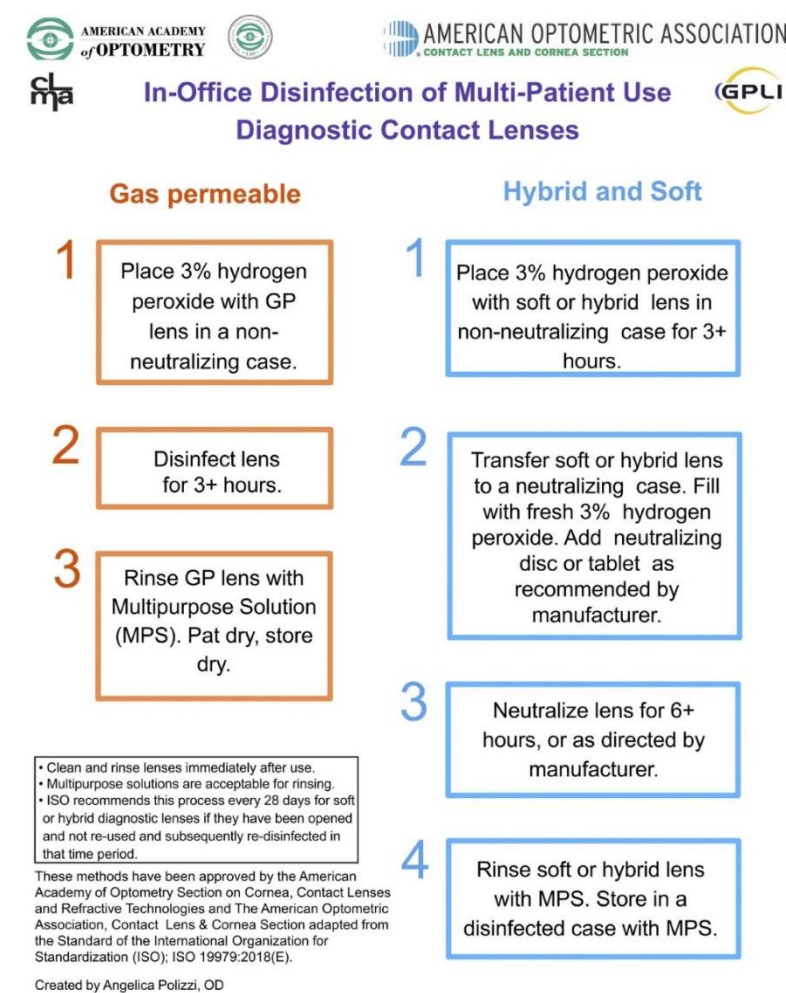 AMERICAN ACADEMY
of OPTOMETRY
AMERICAN OPTOMETRIC ASSOCIATION
CONTACT LENS AND CORNEA SECTION
clma
GPLI
In-Office Disinfection of Multi-Patient Use
Diagnostic Contact Lenses
Gas permeable
1
Place 3% hydrogen
peroxide with GP
lens in a non-
neutralizing case.
2
Disinfect lens
for 3+ hours.
3
Rinse GP lens with
Multipurpose Solution
(MPS). Pat dry, store
dry.
Hybrid and Soft
1
Place 3% hydrogen peroxide
with soft or hybrid lens in
non-neutralizing case for 3+
hours.
2
Transfer soft or hybrid lens
to a neutralizing case. Fill
with fresh 3% hydrogen
peroxide. Add neutralizing
disc or tablet as
recommended by
manufacturer.
3
Neutralize lens for 6+
hours, or as directed by
manufacturer.
4
Rinse soft or hybrid lens
with MPS. Store in a
disinfected case with MPS.
• Clean and rinse lenses immediately after use.
• Multipurpose solutions are acceptable for rinsing.
• ISO recommends this process every 28 days for soft
or hybrid diagnostic lenses if they have been opened
and not re-used and subsequently re-disinfected in
that time period.
These methods have been approved by the American
Academy of Optometry Section on Cornea, Contact Lenses
and Refractive Technologies and The American Optometric
Association, Contact Lens & Cornea Section adapted from
the Standard of the International Organization for
Standardization (ISO); ISO 19979:2018(E).
Created by Angelica Polizzi, OD